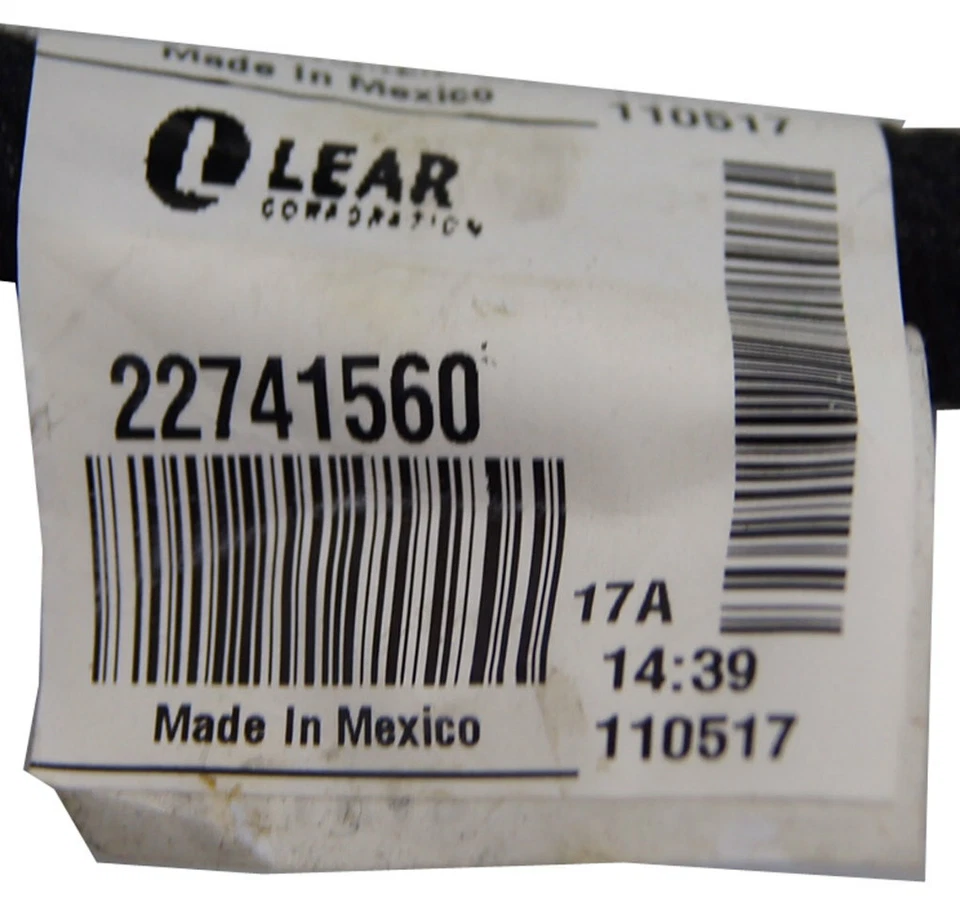 Made In Mexico
110517
LEAR
CORPORATION
22741560
17A
14:39
Made In Mexico
110517